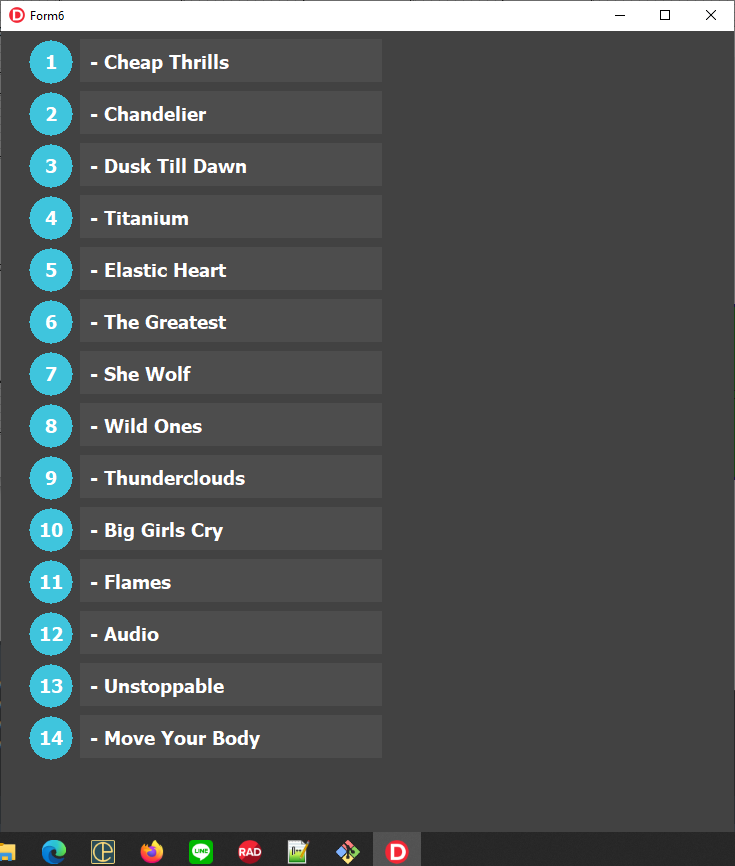 Form6
1 - Cheap Thrills
2 - Chandelier
3 - Dusk Till Dawn
4 - Titanium
5 - Elastic Heart
6 - The Greatest
7 - She Wolf
8 - Wild Ones
9 - Thunderclouds
10 - Big Girls Cry
11 - Flames
12 - Audio
13 - Unstoppable
14 - Move Your Body
LINE RAD D